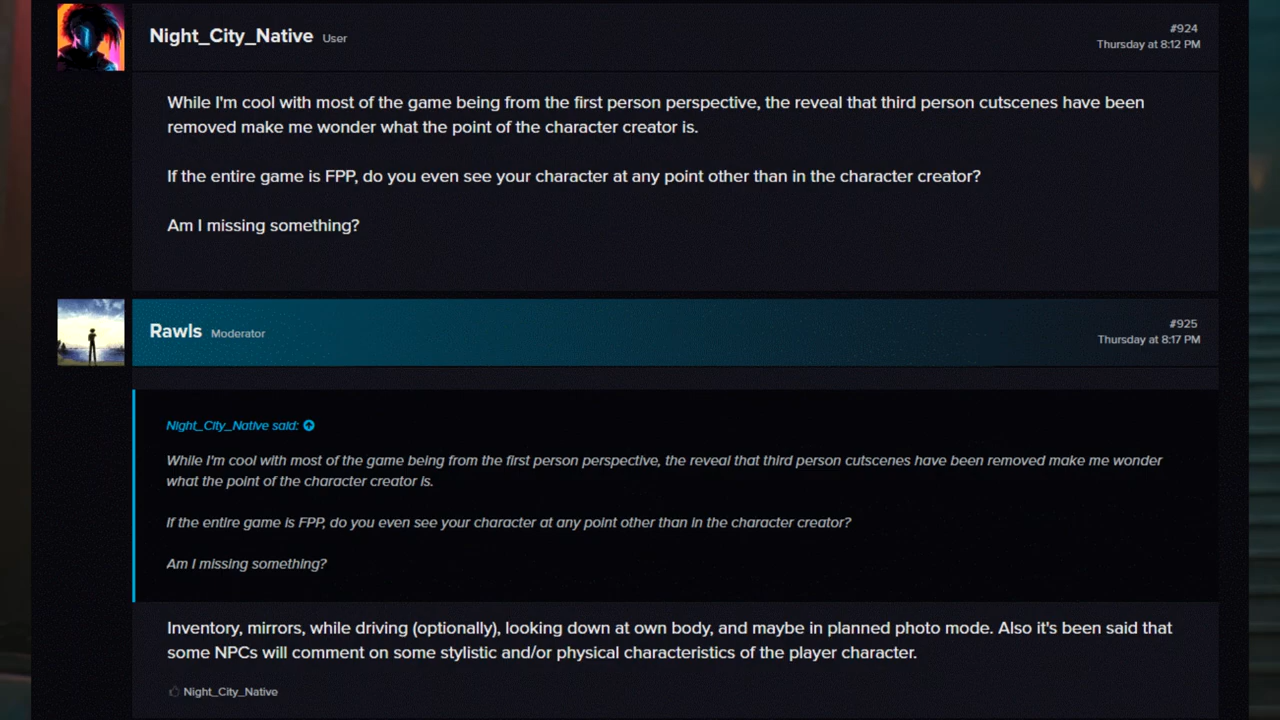 Night_City_Native User
#924
Thursday at 8:12 PM
While I'm cool with most of the game being from the first person perspective, the reveal that third person cutscenes have been
removed make me wonder what the point of the character creator is.
If the entire game is FPP, do you even see your character at any point other than in the character creator?
Am I missing something?
Rawls Moderator
#925
Thursday at 8:17 PM
Night_City_Native said:
While I'm cool with most of the game being from the first person perspective, the reveal that third person cutscenes have been removed make me wonder
what the point of the character creator is.
If the entire game is FPP, do you even see your character at any point other than in the character creator?
Am I missing something?
Inventory, mirrors, while driving (optionally), looking down at own body, and maybe in planned photo mode. Also it's been said that
some NPCs will comment on some stylistic and/or physical characteristics of the player character.
Night_City_Native